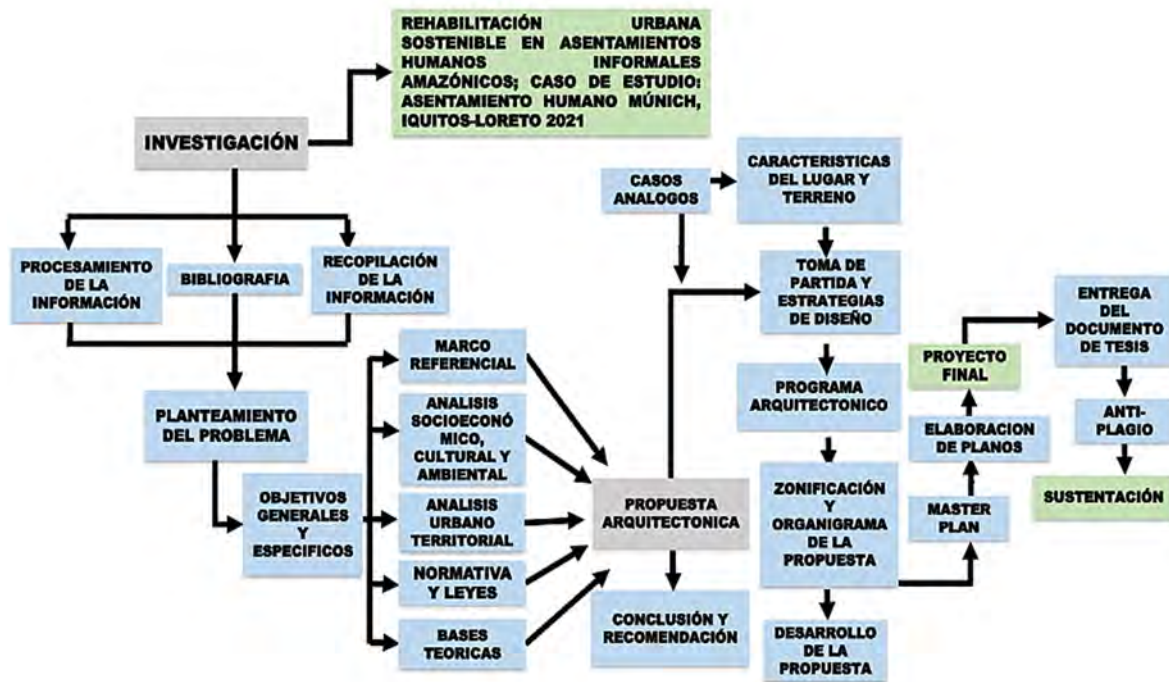 REHABILITACIÓN URBANA
SOSTENIBLE EN ASENTAMIENTOS
HUMANOS INFORMALES
AMAZÓNICOS; CASO DE ESTUDIO:
ASENTAMIENTO HUMANO MÚNICH,
IQUITOS-LORETO 2021
INVESTIGACIÓN
PROCESAMIENTO
DE LA
INFORMACIÓN
BIBLIOGRAFIA
RECOPILACIÓN
DE LA
INFORMACIÓN
PLANTEAMIENTO
DEL PROBLEMA
OBJETIVOS
GENERALES
Y
ESPECIFICOS
MARCO
REFERENCIAL
ANALISIS
SOCIOECONÓ
MICO,
CULTURAL Y
AMBIENTAL
ANALISIS
URBANO
TERRITORIAL
NORMATIVA
Y LEYES
BASES
TEORICAS
PROPUESTA
ARQUITECTONICA
CONCLUSIÓN Y
RECOMENDACIÓN
CASOS
ANALOGOS
CARACTERISTICAS
DEL LUGAR Y
TERRENO
TOMA DE
PARTIDA Y
ESTRATEGIAS
DE DISEÑO
PROGRAMA
ARQUITECTONICO
ZONIFICACIÓN
Y
ORGANIGRAMA
DE LA
PROPUESTA
DESARROLLO
DE LA
PROPUESTA
MASTER
PLAN
ELABORACION
DE PLANOS
PROYECTO
FINAL
ENTREGA
DEL
DOCUMENTO
DE TESIS
ANTI-
PLAGIO
SUSTENTACIÓN